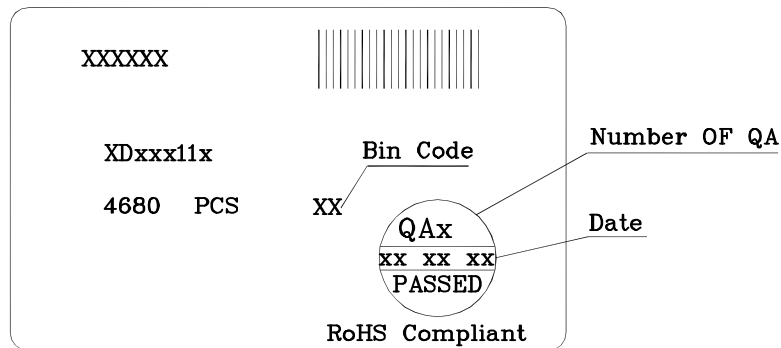 XXXXXX
Number OF QA
XDxxx11x
Bin Code
4680 PCS XX
QAx
Date
xx xx xx
PASSED
RoHS Compliant